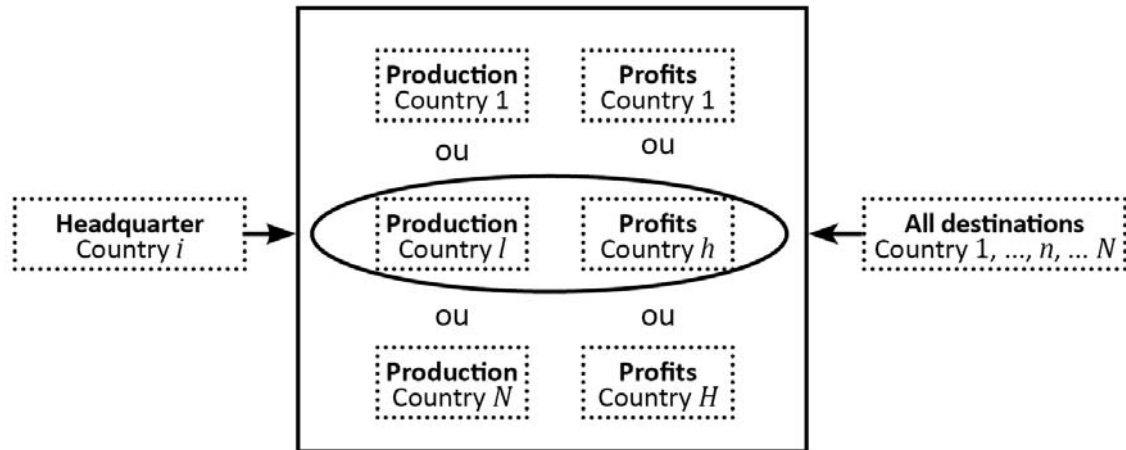 Production
Country 1
Profits
Country 1
ou
ou
Headquarter
Country i
Production
Country l
Profits
Country h
All destinations
Country 1, ..., n, ... N
ou
ou
Production
Country N
Profits
Country H